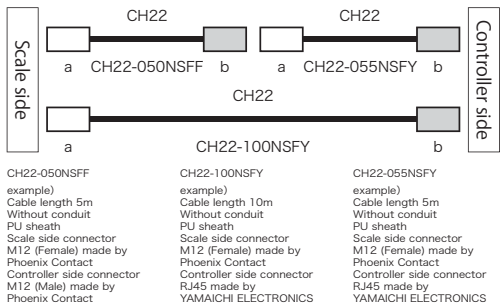 CH22
CH22
Scale side
Controller side
a
CH22-050NSFF
b
a
CH22-055NSFY
b
CH22
a
CH22-100NSFY
b
CH22-050NSFF
example)
Cable length 5m
Without conduit
PU sheath
Scale side connector
M12 (Female) made by
Phoenix Contact
Controller side connector
M12 (Male) made by
Phoenix Contact
CH22-100NSFY
example)
Cable length 10m
Without conduit
PU sheath
Scale side connector
M12 (Female) made by
Phoenix Contact
Controller side connector
RJ45 made by
YAMAICHI ELECTRONICS
CH22-055NSFY
example)
Cable length 5m
Without conduit
PU sheath
Scale side connector
M12 (Female) made by
Phoenix Contact
Controller side connector
RJ45 made by
YAMAICHI ELECTRONICS